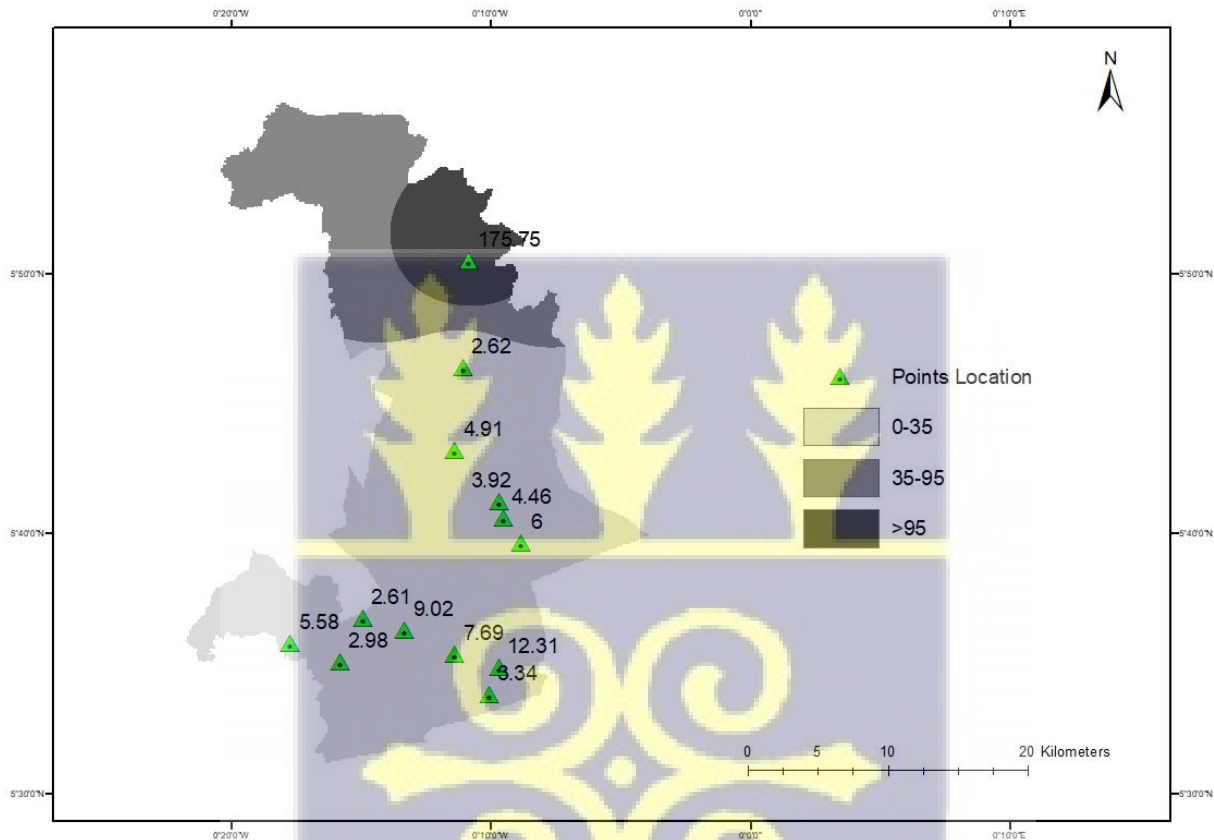 0°20'0"W 0°10'0"W 0°0'0" 0°10'0"E
N
5°50'0"N 175.75 5°50'0"N
2.62
Points Location
4.91
0-35
35-95
3.92
4.46
>95
6
5°40'0"N 5°40'0"N
2.61
9.02
5.58
2.98
7.69
12.31
3.34
0 5 10 20 Kilometers
5°30'0"N 5°30'0"N
0°20'0"W 0°10'0"W 0°0'0" 0°10'0"E